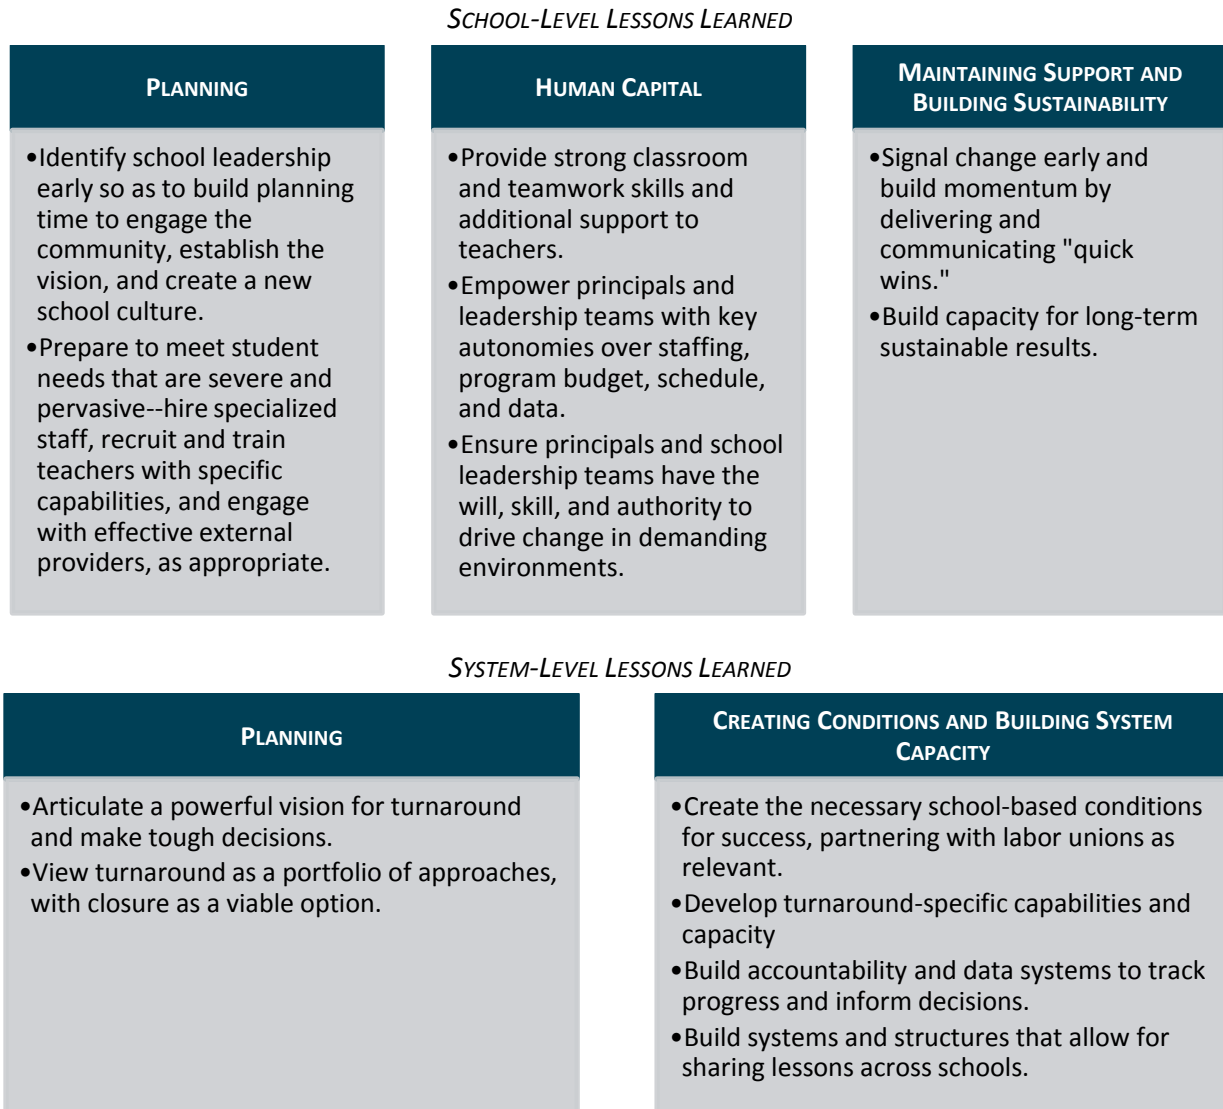 SCHOOL-LEVEL LESSONS LEARNED
PLANNING
•Identify school leadership
early so as to build planning
time to engage the
community, establish the
vision, and create a new
school culture.
•Prepare to meet student
needs that are severe and
pervasive--hire specialized
staff, recruit and train
teachers with specific
capabilities, and engage
with effective external
providers, as appropriate.
HUMAN CAPITAL
•Provide strong classroom
and teamwork skills and
additional support to
teachers.
•Empower principals and
leadership teams with key
autonomies over staffing,
program budget, schedule,
and data.
•Ensure principals and school
leadership teams have the
will, skill, and authority to
drive change in demanding
environments.
MAINTAINING SUPPORT AND
BUILDING SUSTAINABILITY
•Signal change early and
build momentum by
delivering and
communicating "quick
wins."
•Build capacity for long-term
sustainable results.
SYSTEM-LEVEL LESSONS LEARNED
PLANNING
•Articulate a powerful vision for turnaround
and make tough decisions.
•View turnaround as a portfolio of approaches,
with closure as a viable option.
CREATING CONDITIONS AND BUILDING SYSTEM
CAPACITY
•Create the necessary school-based conditions
for success, partnering with labor unions as
relevant.
•Develop turnaround-specific capabilities and
capacity
•Build accountability and data systems to track
progress and inform decisions.
•Build systems and structures that allow for
sharing lessons across schools.